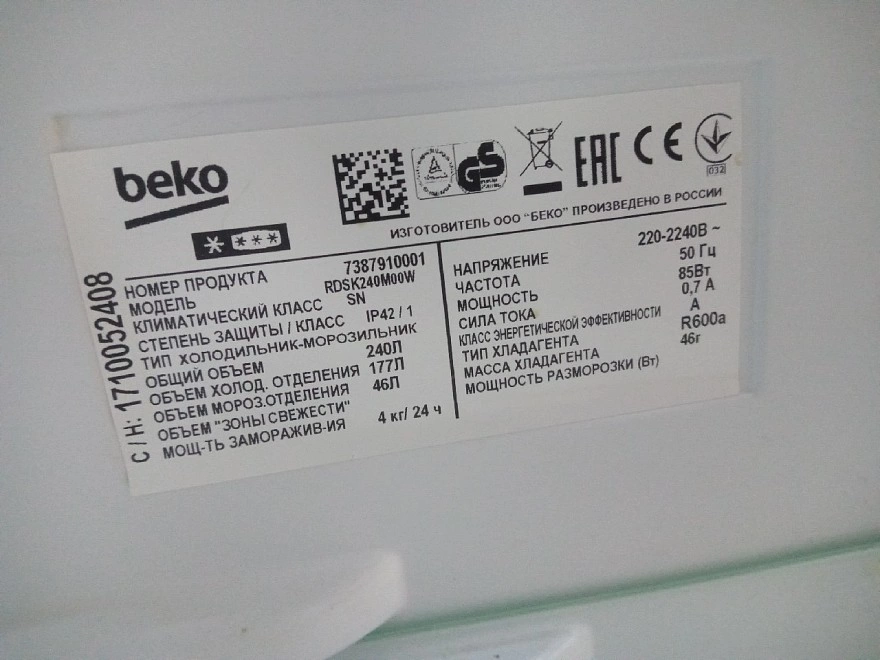 beko
ИЗГОТОВИТЕЛЬ ООО "БЕКО" ПРОИЗВЕДЕНО В РОССИИ
EAC CE
032
С / Н: 1710052408
НОМЕР ПРОДУКТА 7387910001
МОДЕЛЬ RDSK240M00W
КЛИМАТИЧЕСКИЙ КЛАСС SN
СТЕПЕНЬ ЗАЩИТЫ / КЛАСС IP42 / 1
ТИП ХОЛОДИЛЬНИК-МОРОЗИЛЬНИК
ОБЩИЙ ОБЪЕМ 240Л
ОБЪЕМ ХОЛОД. ОТДЕЛЕНИЯ 177Л
ОБЪЕМ МОРОЗ.ОТДЕЛЕНИЯ 46Л
ОБЪЕМ "ЗОНЫ СВЕЖЕСТИ"
МОЩ-ТЬ ЗАМОРАЖИВ-ИЯ 4 кг/ 24 ч
НАПРЯЖЕНИЕ 220-2240В ~
ЧАСТОТА 50 Гц
МОЩНОСТЬ 85Вт
СИЛА ТОКА 0,7 А
КЛАСС ЭНЕРГЕТИЧЕСКОЙ ЭФФЕКТИВНОСТИ А
ТИП ХЛАДАГЕНТА R600a
МАССА ХЛАДАГЕНТА 46г
МОЩНОСТЬ РАЗМОРОЗКИ (Вт)